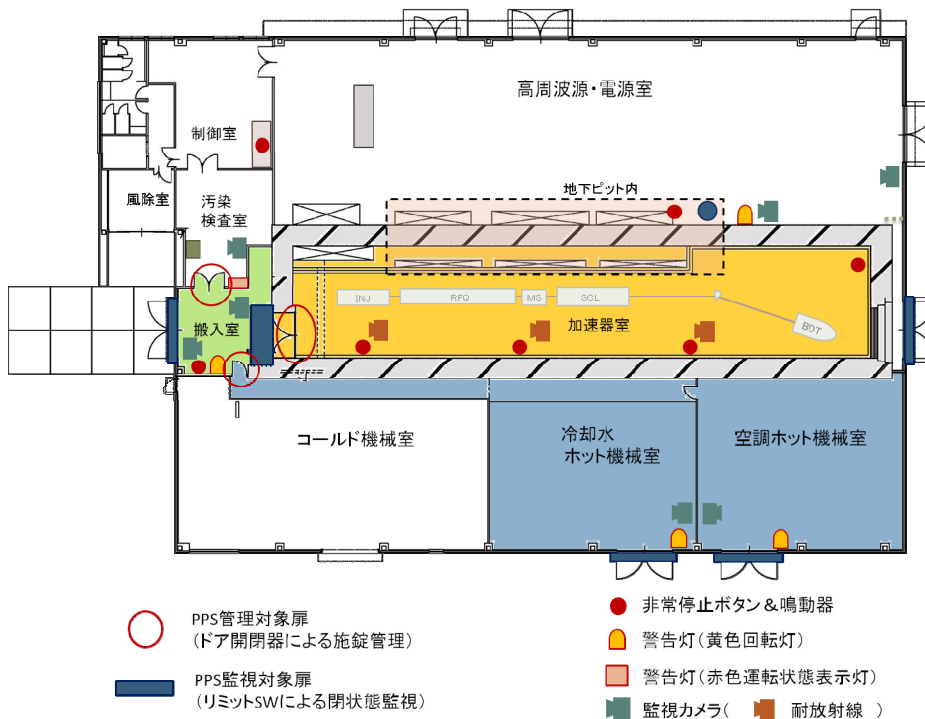 高周波源・電源室
制御室
地下ピット内
風除室
汚染
検査室
INJ
RFQ
MS
SCL
BDT
搬入室
加速器室
コールド機械室
冷却水
ホット機械室
空調ホット機械室
PPS管理対象扉
(ドア開閉器による施錠管理)
PPS監視対象扉
(リミットSWによる閉状態監視)
非常停止ボタン&鳴動器
警告灯(黄色回転灯)
警告灯(赤色運転状態表示灯)
監視カメラ( 耐放射線 )